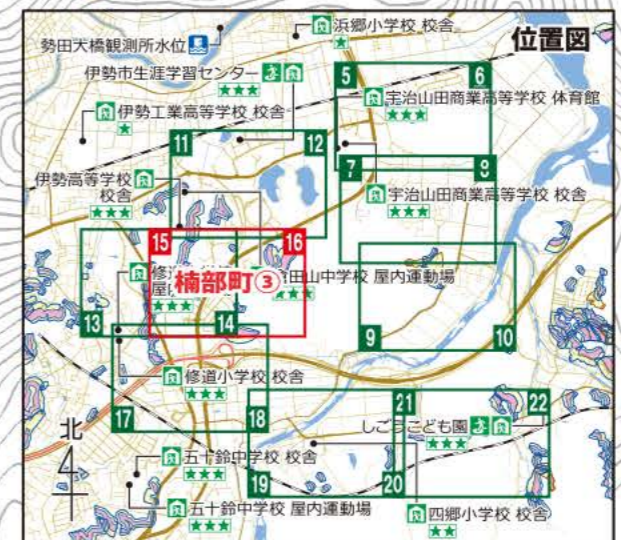 位置図
勢田大橋観測所水位
浜郷小学校 校舎
★
伊勢市生涯学習センター
★★★
5
6
伊勢工業高等学校 校舎
★
宇治山田商業高等学校 体育館
★★★
11
12
7
8
伊勢高等学校
校舎
★★★
宇治山田商業高等学校 校舎
★★★
15
16
楠部町③
倉田山中学校 屋内運動場
★★★
13
14
9
10
修道小学校 校舎
★★★
17
18
21
22
しごうこども園
★★★
北
五十鈴中学校 校舎
★★★
19
20
五十鈴中学校 屋内運動場
★★★
四郷小学校 校舎
★★